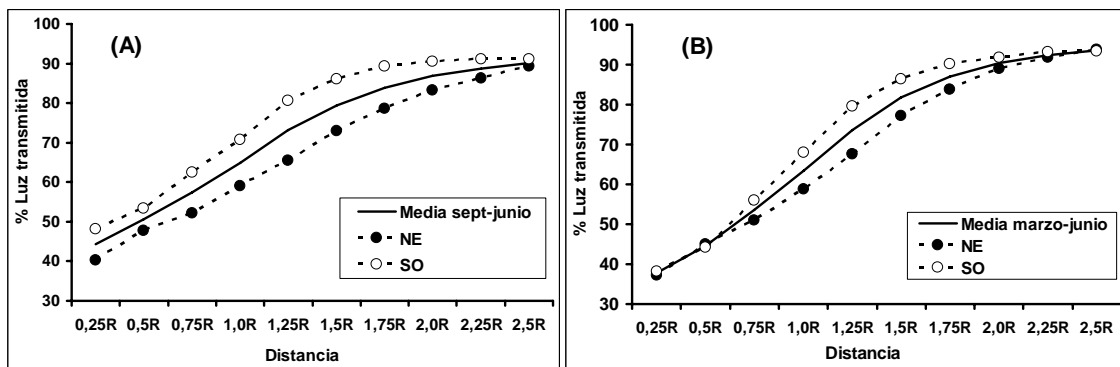 (A)
% Luz transmitida
100
90
80
70
60
50
40
30
Media sept-junio
NE
SO
0,25R 0,5R 0,75R 1,0R 1,25R 1,5R 1,75R 2,0R 2,25R 2,5R
Distancia
(B)
% Luz transmitida
100
90
80
70
60
50
40
30
Media marzo-junio
NE
SO
0,25R 0,5R 0,75R 1,0R 1,25R 1,5R 1,75R 2,0R 2,25R 2,5R
Distancia